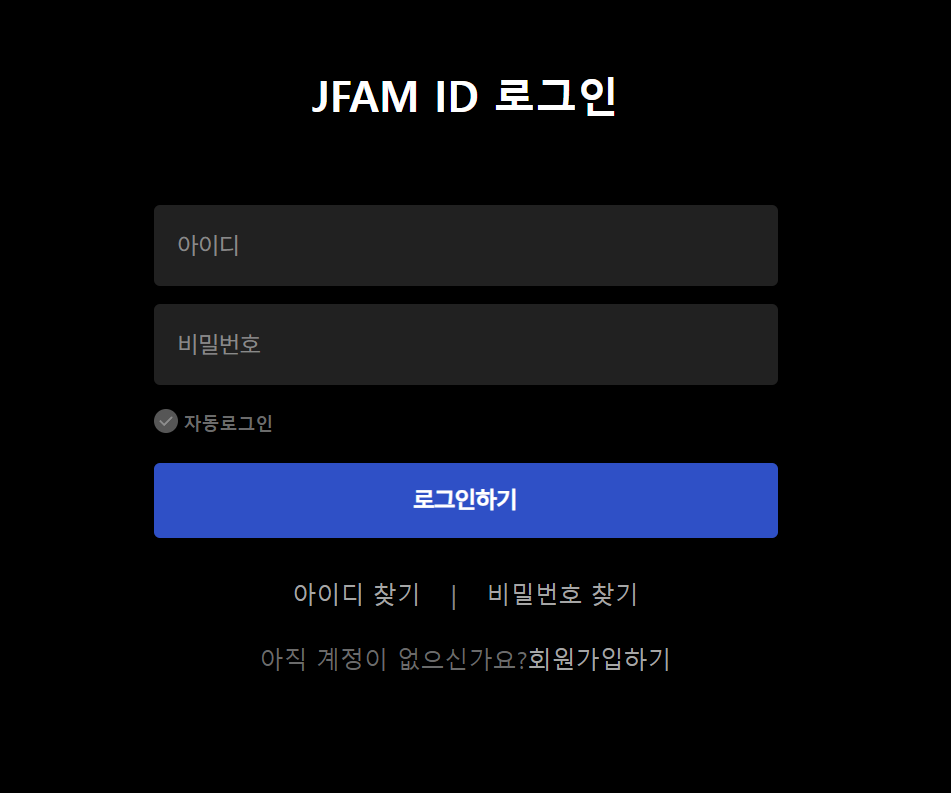 JFAM ID 로그인
아이디
비밀번호
자동로그인
로그인하기
아이디 찾기 | 비밀번호 찾기
아직 계정이 없으신가요?회원가입하기